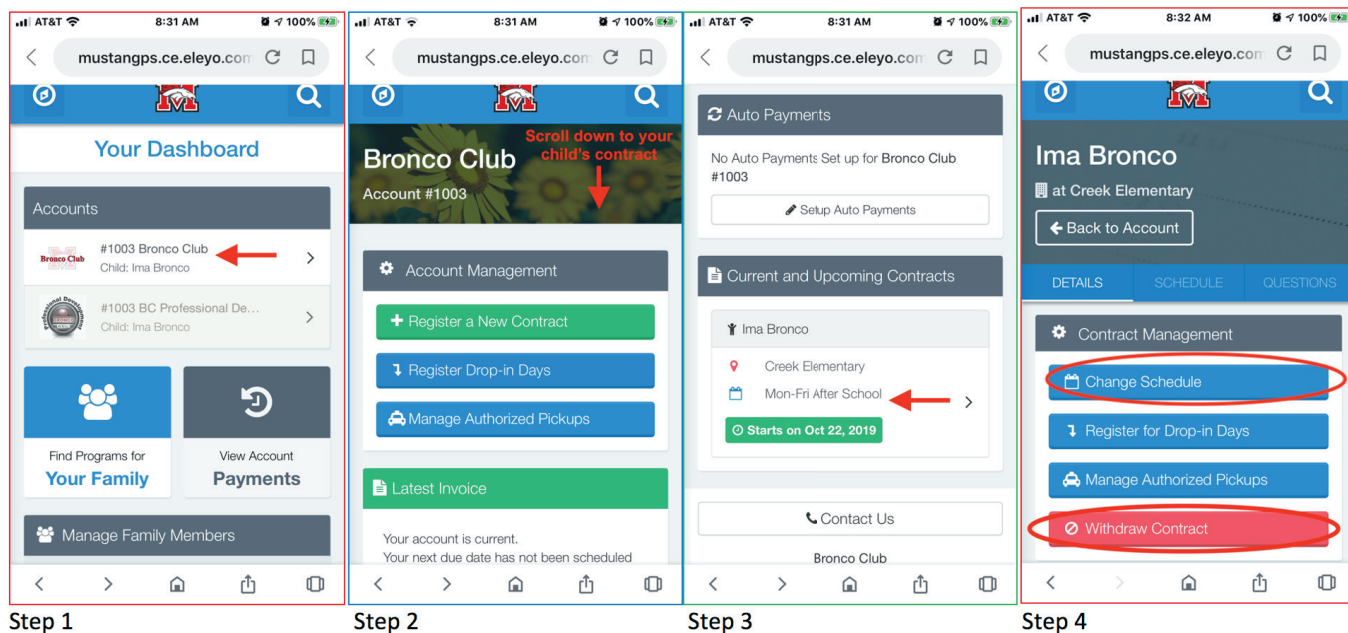 AT&T 8:31 AM 100%
mustangps.ce.eleyo.com
M
Your Dashboard
Accounts
Bronco Club
#1003 Bronco Club
Child: Ima Bronco
#1003 BC Professional De...
Child: Ima Bronco
Find Programs for
Your Family
View Account
Payments
Manage Family Members
Step 1
AT&T 8:31 AM 100%
mustangps.ce.eleyo.com
M
Scroll down to your
child's contract
Bronco Club
Account #1003
Account Management
Register a New Contract
Register Drop-in Days
Manage Authorized Pickups
Latest Invoice
Your account is current.
Your next due date has not been scheduled
Step 2
AT&T 8:31 AM 100%
mustangps.ce.eleyo.com
Auto Payments
No Auto Payments Set up for Bronco Club
#1003
Setup Auto Payments
Current and Upcoming Contracts
Ima Bronco
Creek Elementary
Mon-Fri After School
Starts on Oct 22, 2019
Contact Us
Bronco Club
Step 3
AT&T 8:32 AM 100%
mustangps.ce.eleyo.com
M
Ima Bronco
at Creek Elementary
Back to Account
DETAILS SCHEDULE QUESTIONS
Contract Management
Change Schedule
Register for Drop-in Days
Manage Authorized Pickups
Withdraw Contract
Step 4